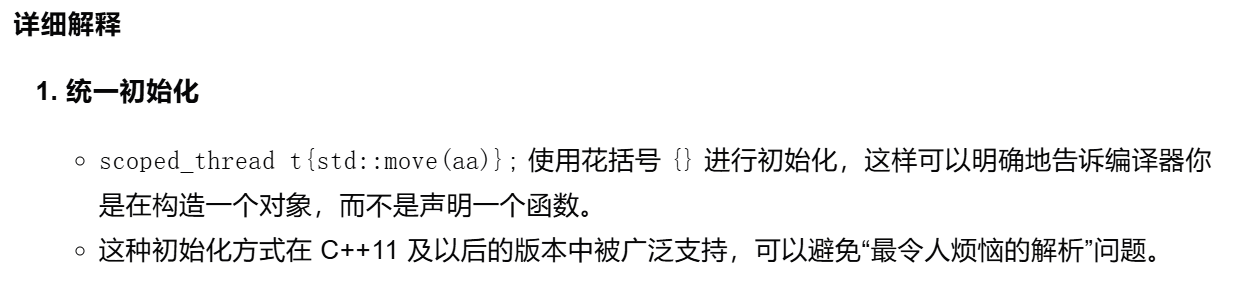 详细解释
1. 统一初始化
○ scoped_thread t{std::move(aa)}; 使用花括号 {} 进行初始化，这样可以明确地告诉编译器你
是在构造一个对象，而不是声明一个函数。
○ 这种初始化方式在 C++11 及以后的版本中被广泛支持，可以避免“最令人烦恼的解析”问题。